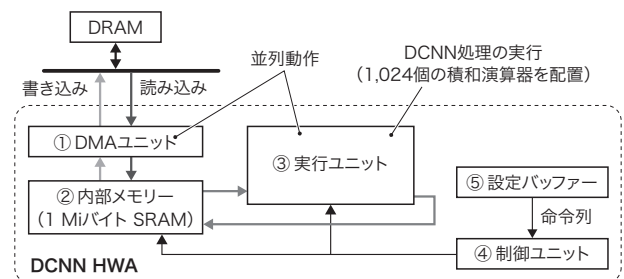 DRAM
並列動作
DCNN処理の実行
（1,024個の積和演算器を配置）
書き込み
読み込み
① DMAユニット
③ 実行ユニット
② 内部メモリー
（1 Miバイト SRAM）
⑤ 設定バッファー
命令列
④ 制御ユニット
DCNN HWA